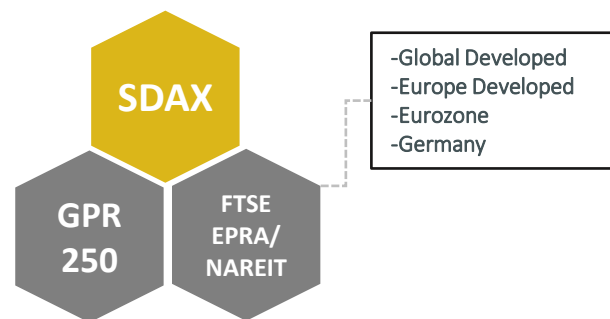 SDAX
GPR
250
FTSE
EPRA/
NAREIT
-Global Developed
-Europe Developed
-Eurozone
-Germany